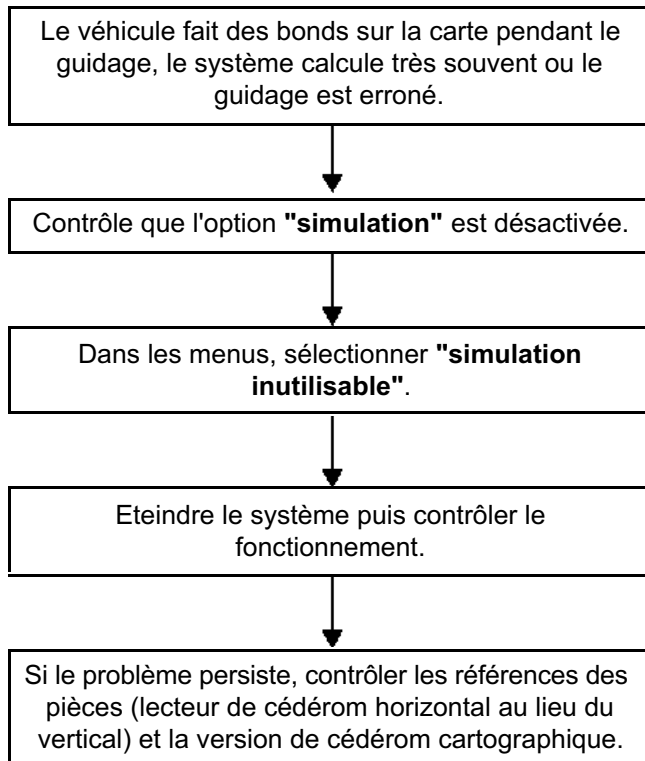 Le véhicule fait des bonds sur la carte pendant le
guidage, le système calcule très souvent ou le
guidage est erroné.
Contrôle que l'option "simulation" est désactivée.
Dans les menus, sélectionner "simulation
inutilisable".
Eteindre le système puis contrôler le
fonctionnement.
Si le problème persiste, contrôler les références des
pièces (lecteur de cédérom horizontal au lieu du
vertical) et la version de cédérom cartographique.